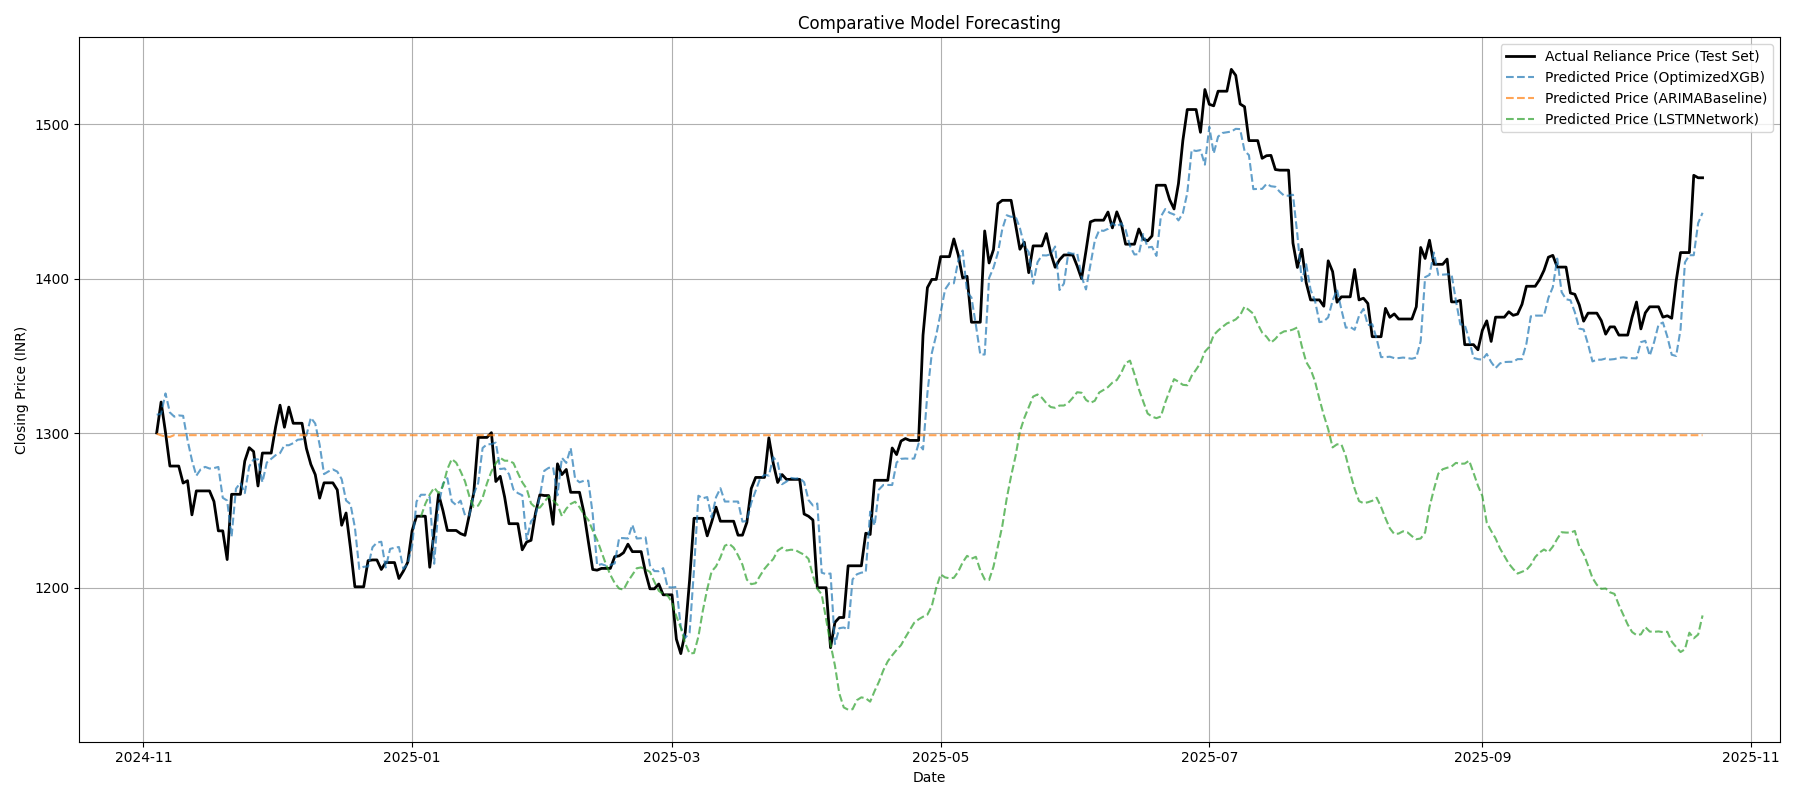 Comparative Model Forecasting
Actual Reliance Price (Test Set)
Predicted Price (OptimizedXGB)
Predicted Price (ARIMABaseline)
Predicted Price (LSTMNetwork)
Closing Price (INR)
1500
1400
1300
1200
2024-11 2025-01 2025-03 2025-05 2025-07 2025-09 2025-11
Date